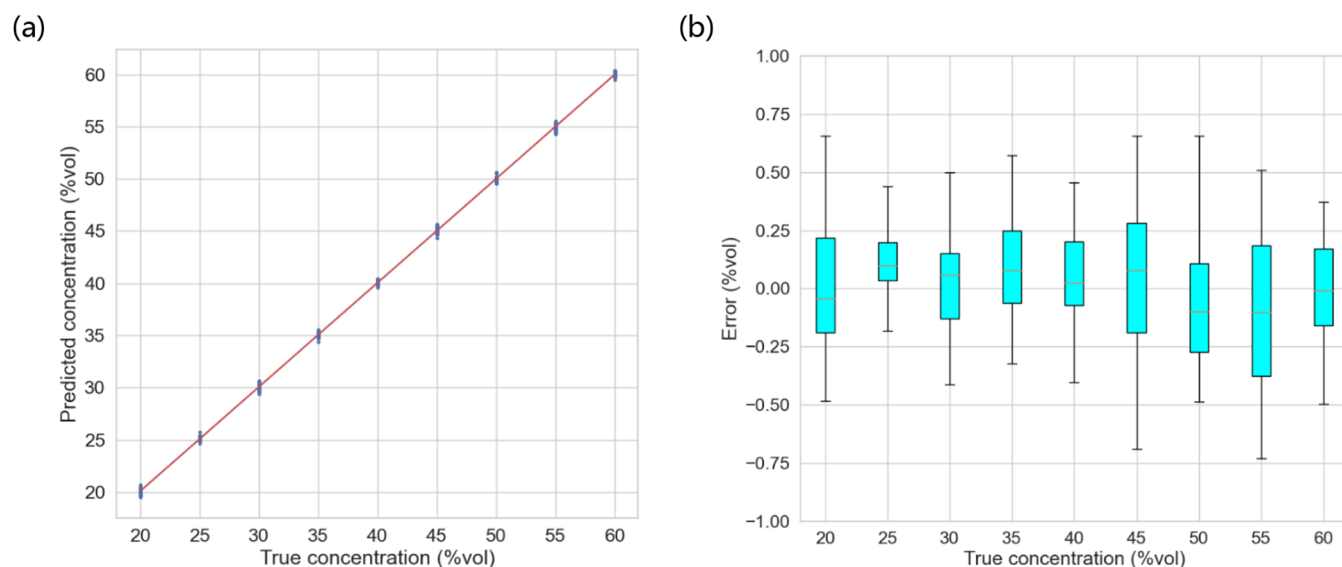 (a)
60
55
50
45
40
35
30
25
20
Predicted concentration (%vol)
20 25 30 35 40 45 50 55 60
True concentration (%vol)
(b)
1.00
0.75
0.50
0.25
0.00
−0.25
−0.50
−0.75
−1.00
Error (%vol)
20 25 30 35 40 45 50 55 60
True concentration (%vol)